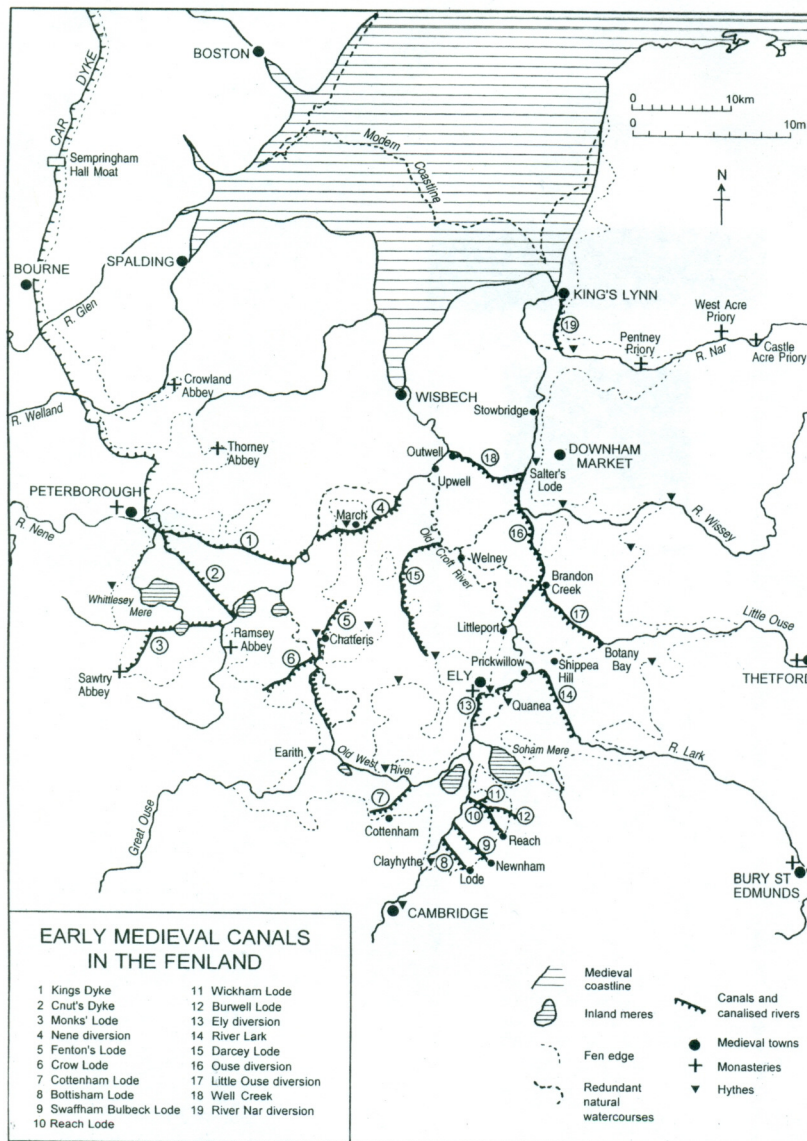 BOSTON
CAR DYKE
Sempringham
Hall Moat
Modern
Coastline
0 10km
0 10m
N
BOURNE
SPALDING
R. Glen
KING'S LYNN
19
West Acre
Priory
Pentney
Priory
R. Nar
Castle
Acre Priory
Crowland
Abbey
R. Welland
WISBECH
Stowbridge
Thorney
Abbey
Outwell
Upwell
18
Salter's
Lode
DOWNHAM
MARKET
PETERBOROUGH
R. Nene
March
4
1
2
R. Wissey
16
Old Croft River
Welney
15
Brandon
Creek
Whittlesey
Mere
3
Ramsey
Abbey
5
Chatteris
6
Littleport
17
Little Ouse
Botany
Bay
Sawtry
Abbey
Prickwillow
Shippea
Hill
THETFORD
ELY
13
Quanea
14
Earith
Old West River
Soham Mere
R. Lark
Great Ouse
7
Cottenham
11
10
12
Reach
9
Clayhythe
8
Newnham
Lode
CAMBRIDGE
BURY ST
EDMUNDS
EARLY MEDIEVAL CANALS
IN THE FENLAND
1 Kings Dyke
2 Cnut's Dyke
3 Monks' Lode
4 Nene diversion
5 Fenton's Lode
6 Crow Lode
7 Cottenham Lode
8 Bottisham Lode
9 Swaffham Bulbeck Lode
10 Reach Lode
11 Wickham Lode
12 Burwell Lode
13 Ely diversion
14 River Lark
15 Darcey Lode
16 Ouse diversion
17 Little Ouse diversion
18 Well Creek
19 River Nar diversion
Medieval
coastline
Inland meres
Fen edge
Redundant
natural
watercourses
Canals and
canalised rivers
Medieval towns
Monasteries
Hythes